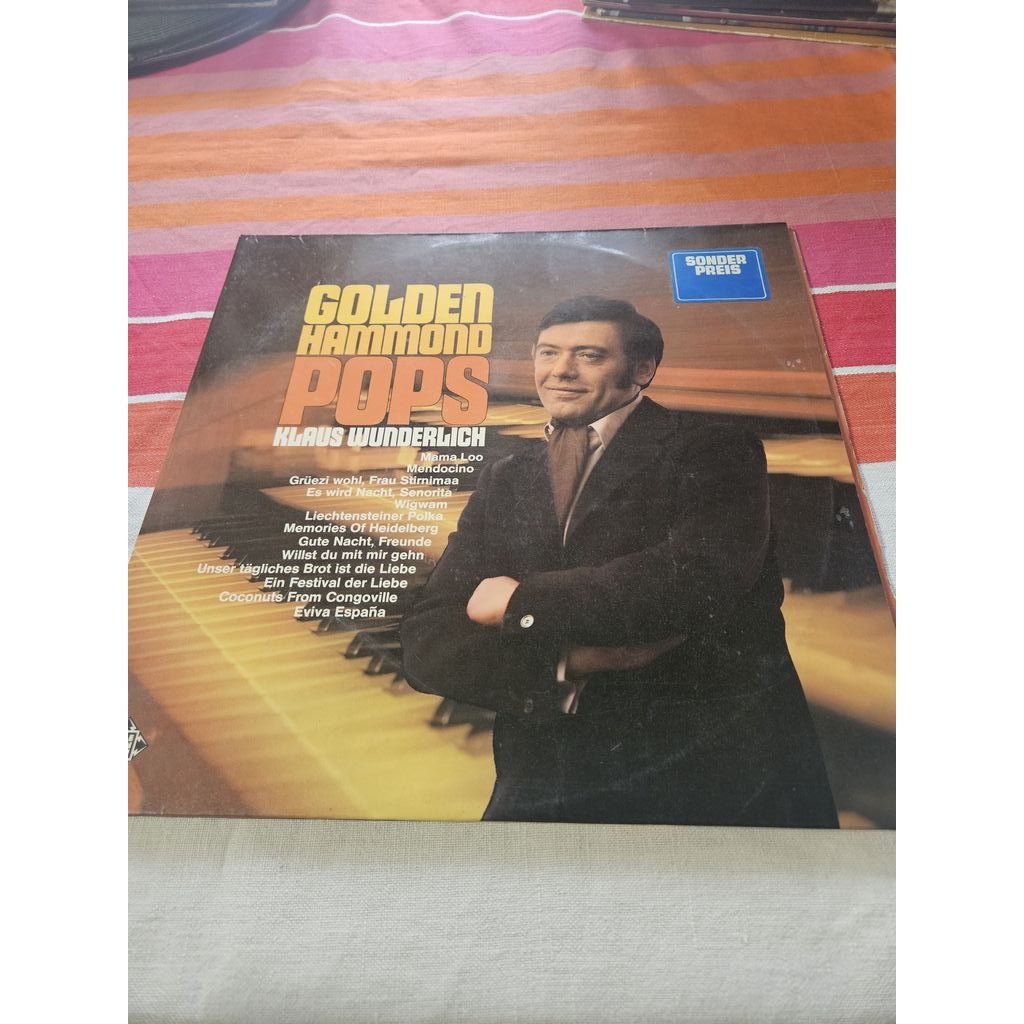 SONDER
PREIS
GOLDEN
HAMMOND
POPS
KLAUS WUNDERLICH
Mama Loo
Mendocino
Grüezi wohl, Frau Stirnimaa
Es wird Nacht, Senorita
Wigwam
Liechtensteiner Polka
Memories Of Heidelberg
Gute Nacht, Freunde
Willst du mit mir gehn
Unser tägliches Brot ist die Liebe
Ein Festival der Liebe
Coconuts From Congoville
Eviva España